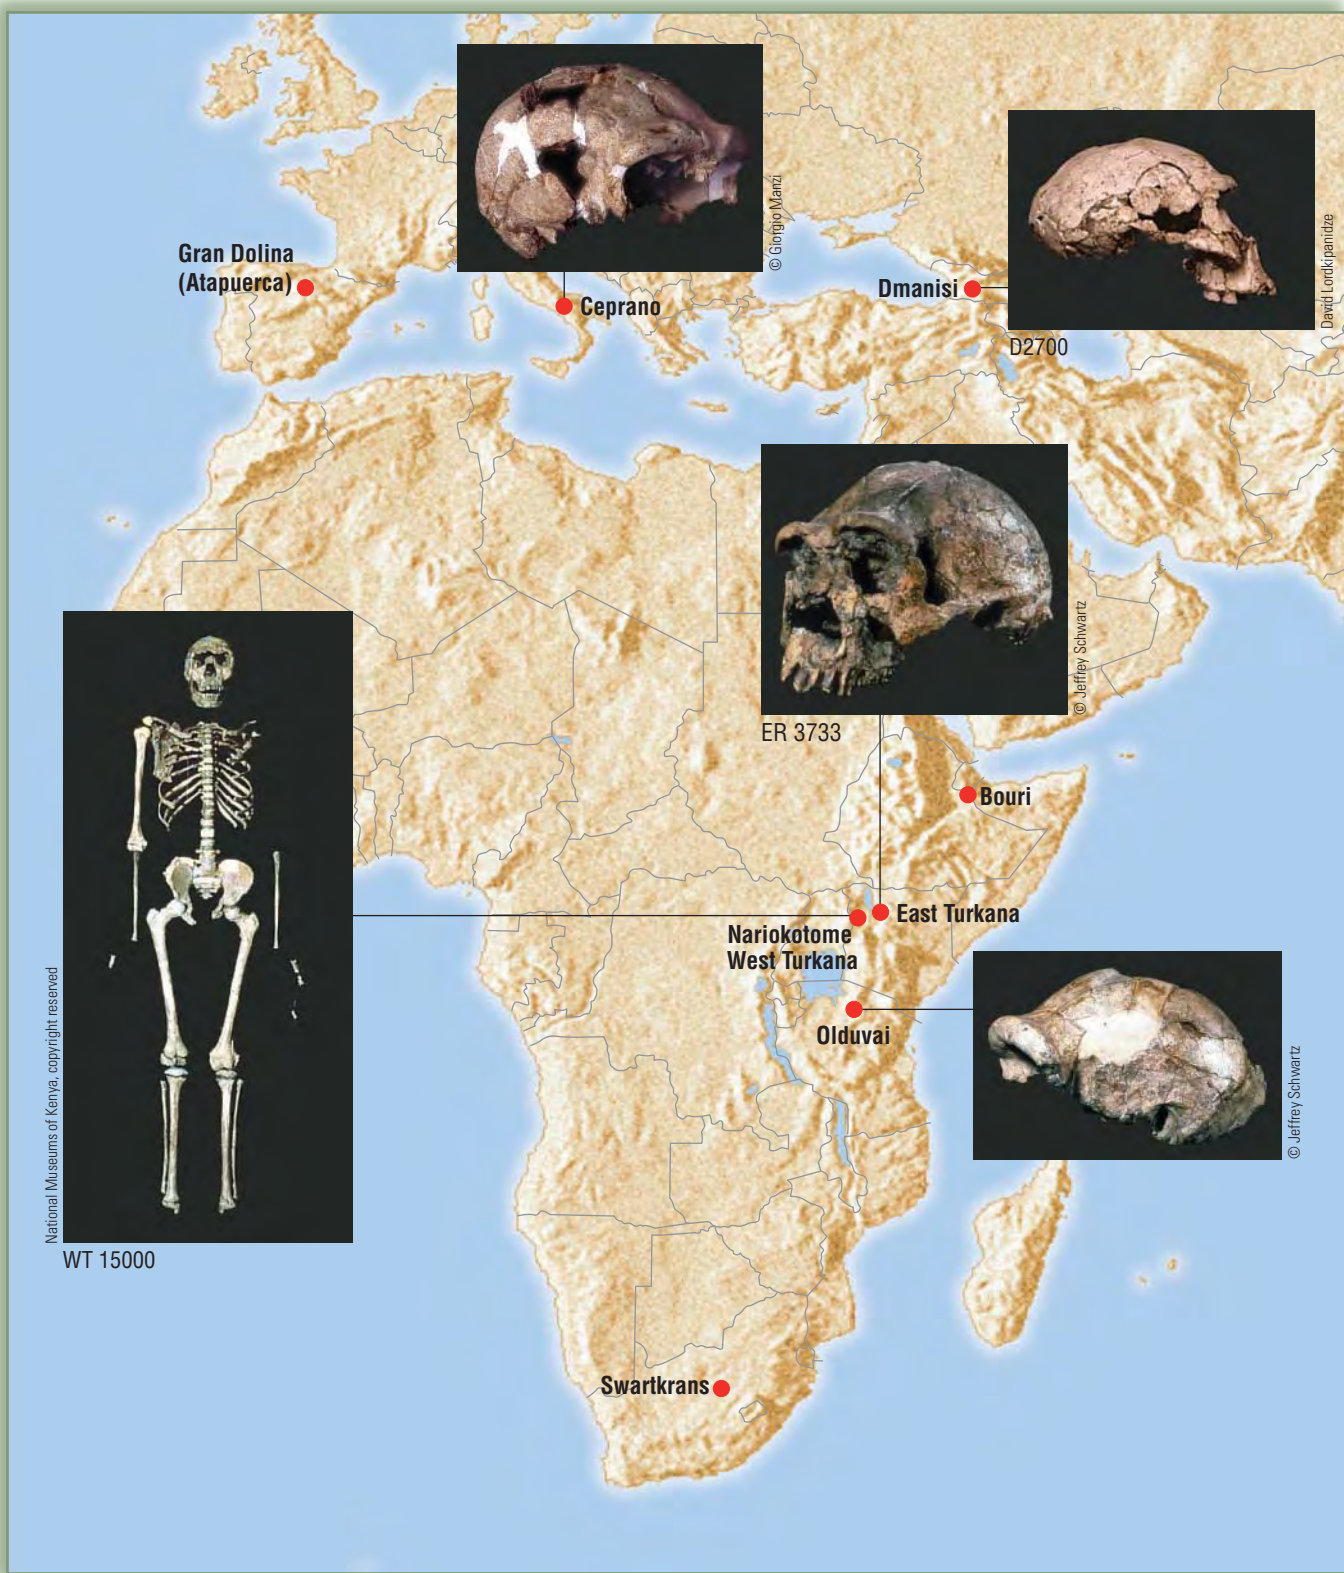 © Giorgio Manzi
David Lordkipanidze
Gran Dolina
(Atapuerca)
Ceprano
Dmanisi
D2700
© Jeffrey Schwartz
ER 3733
Bouri
East Turkana
Nariokotome
West Turkana
Olduvai
© Jeffrey Schwartz
National Museums of Kenya, copyright reserved
WT 15000
Swartkrans